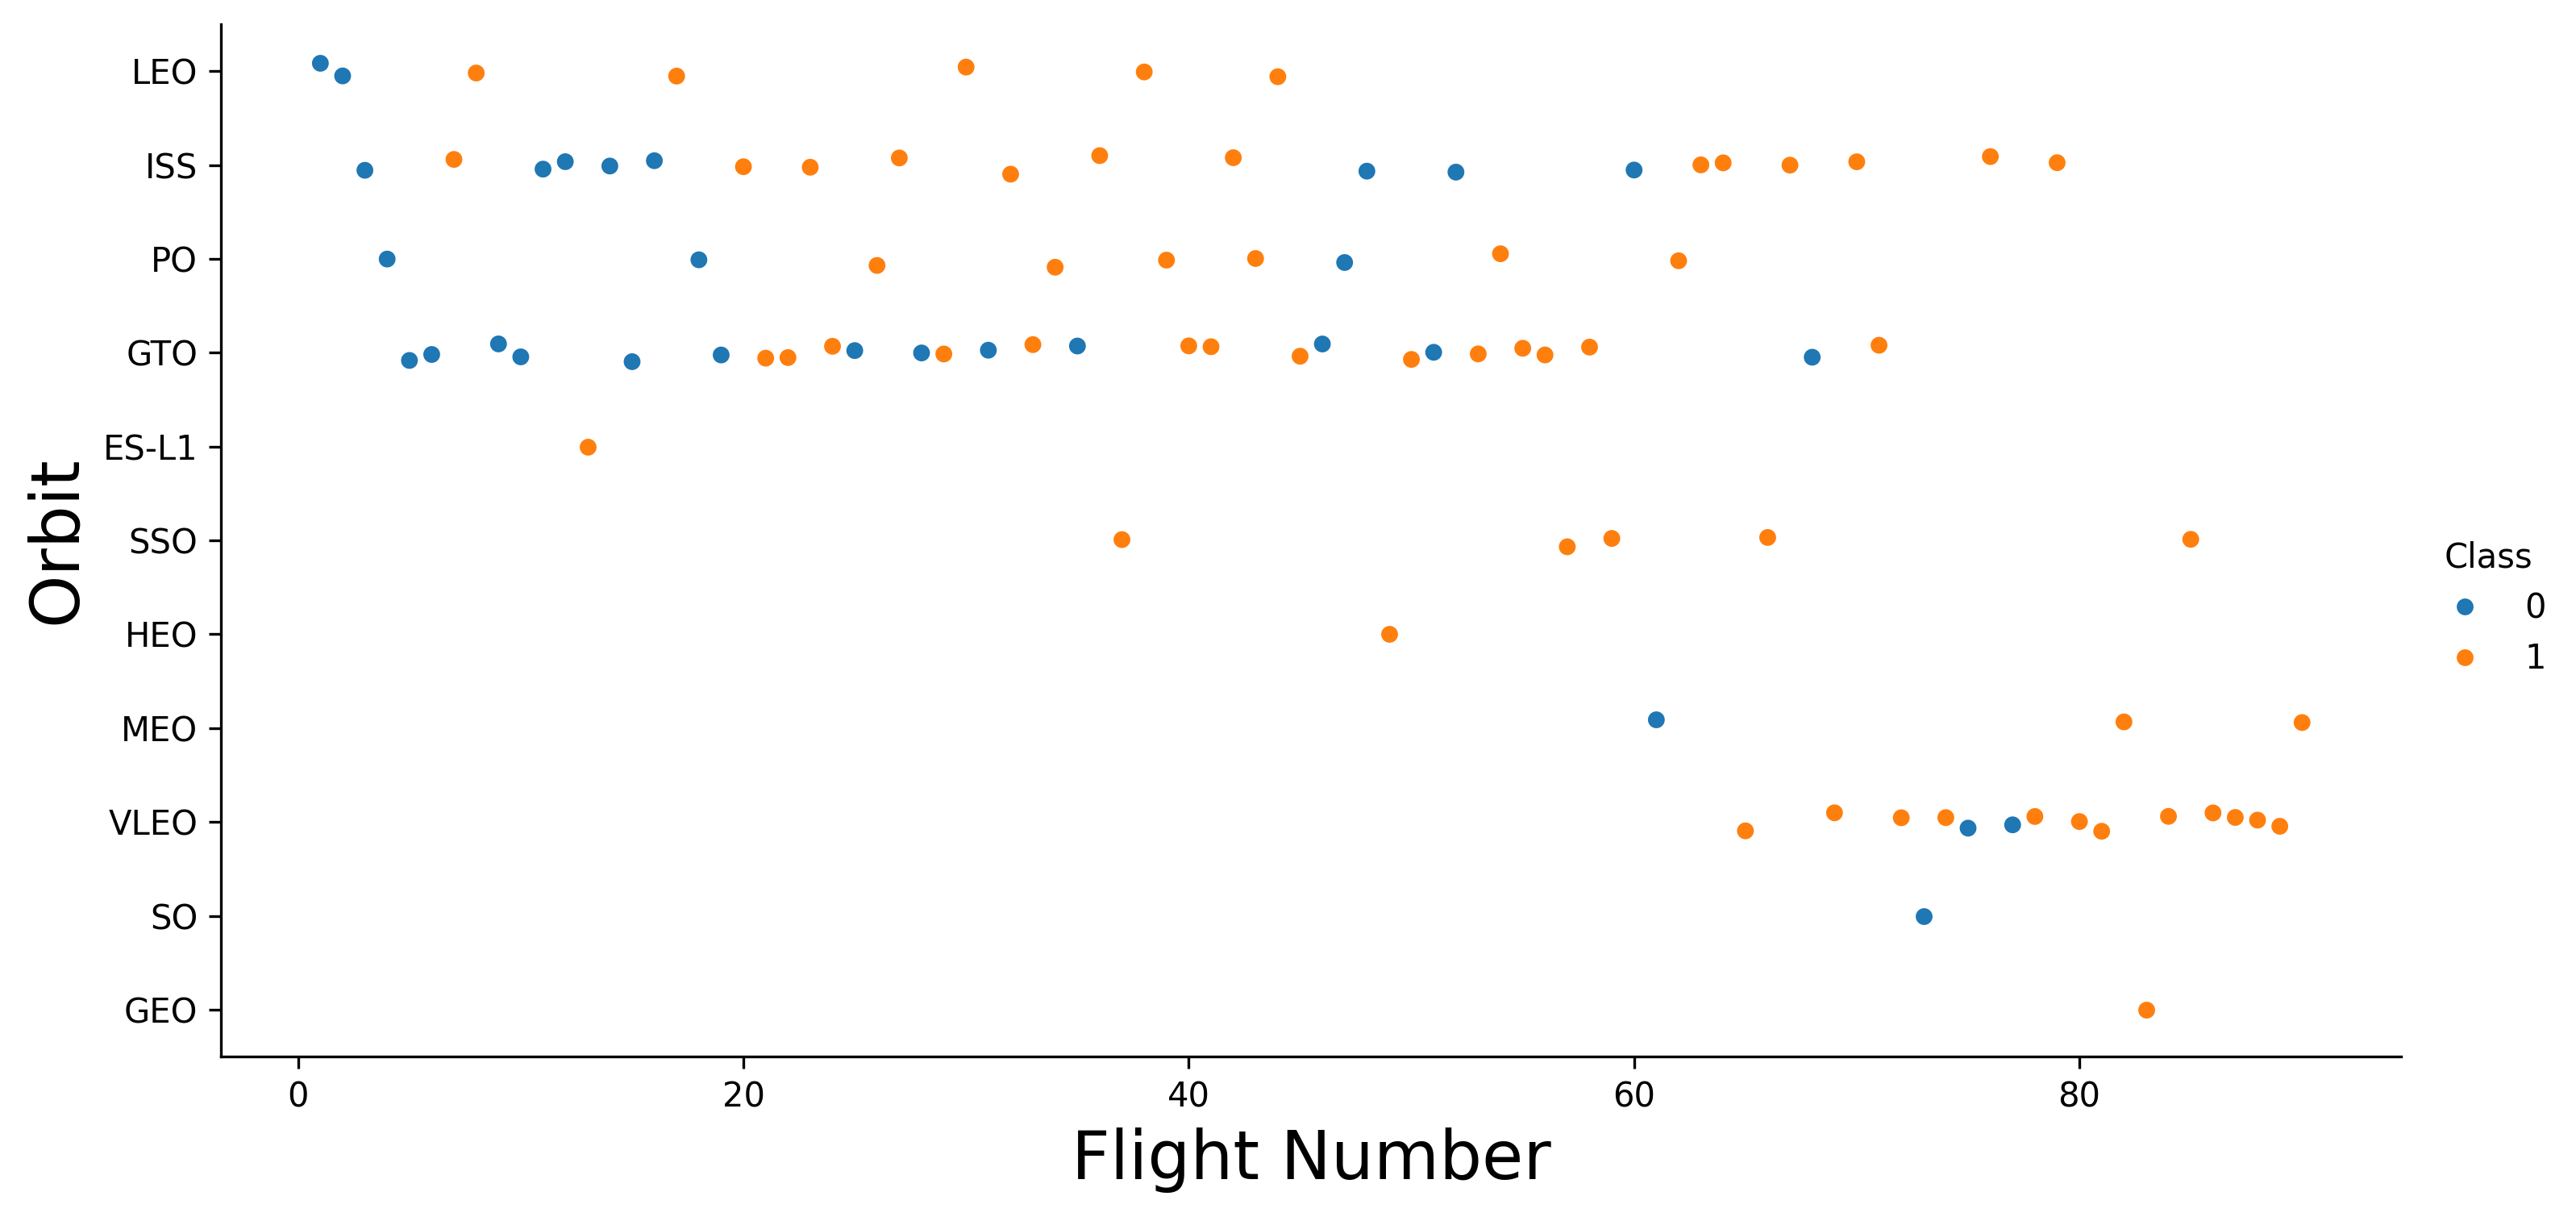 LEO
ISS
PO
GTO
ES-L1
SSO
HEO
MEO
VLEO
SO
GEO
Orbit
0 20 40 60 80
Flight Number
Class
0
1